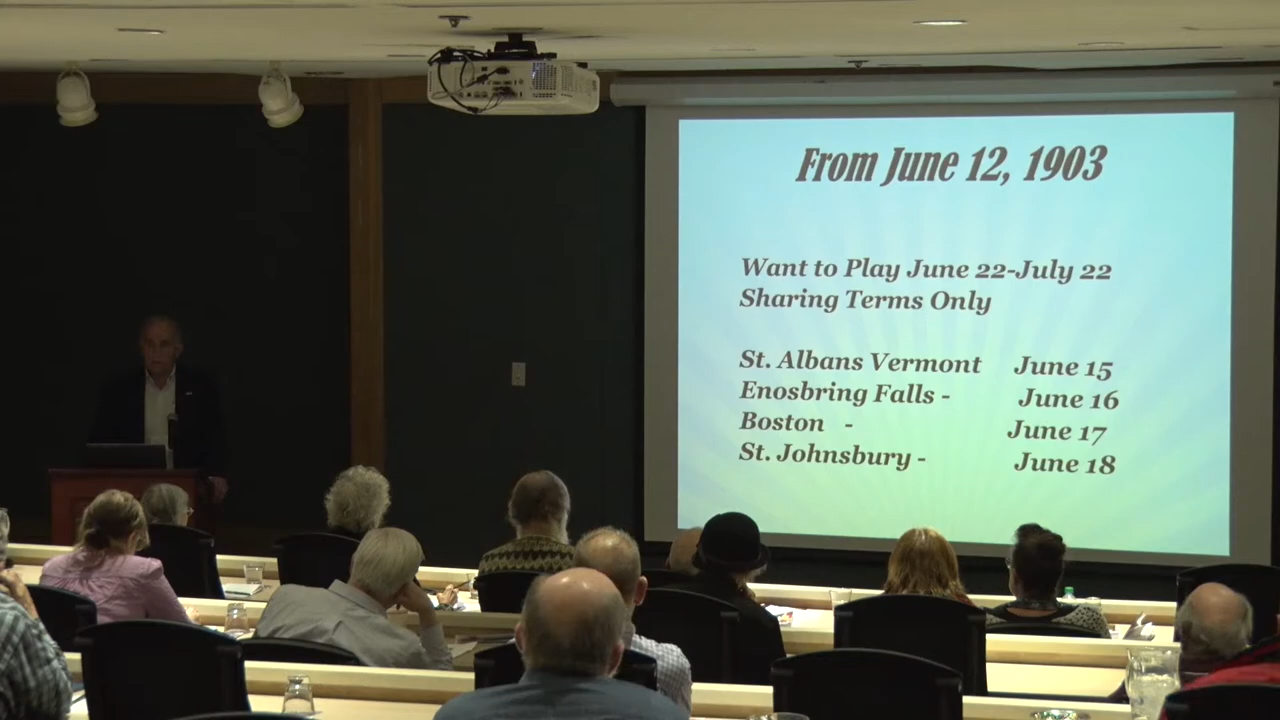 From June 12, 1903
Want to Play June 22-July 22
Sharing Terms Only
St. Albans Vermont June 15
Enosbring Falls - June 16
Boston - June 17
St. Johnsbury - June 18